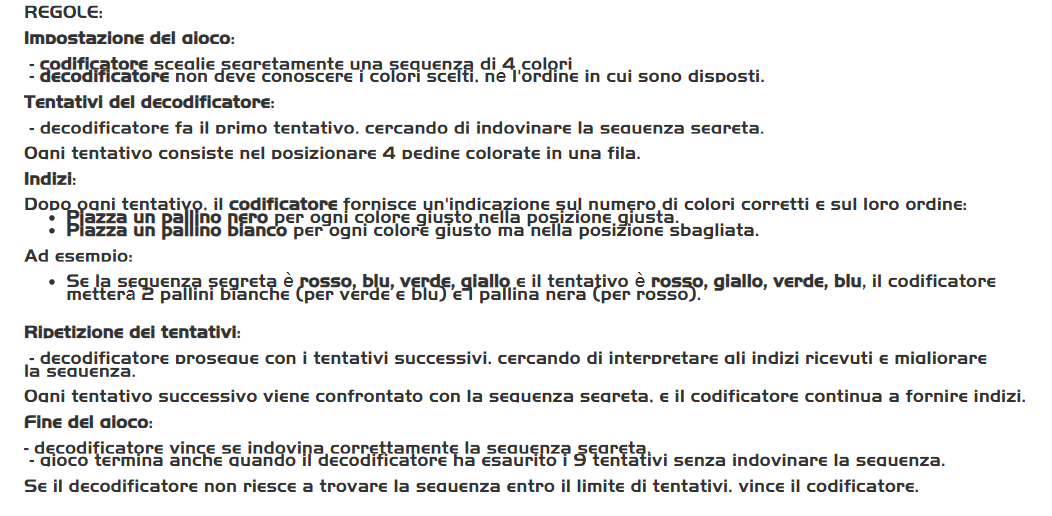 REGOLE:
Impostazione del gioco:
- codificatore sceglie segretamente una sequenza di 4 colori
- decodificatore non deve conoscere i colori scelti, né l'ordine in cui sono disposti.
Tentativi del decodificatore:
- decodificatore fa il primo tentativo, cercando di indovinare la sequenza segreta.
Ogni tentativo consiste nel posizionare 4 pedine colorate in una fila.
Indizi:
Dopo ogni tentativo, il codificatore fornisce un'indicazione sul numero di colori corretti e sul loro ordine:
• Piazza un pallino nero per ogni colore giusto nella posizione giusta.
• Piazza un pallino bianco per ogni colore giusto ma nella posizione sbagliata.
Ad esempio:
• Se la sequenza segreta è rosso, blu, verde, giallo e il tentativo è rosso, giallo, verde, blu, il codificatore
metterà 2 pallini bianche (per verde e blu) e 1 pallina nera (per rosso).
Ripetizione dei tentativi:
- decodificatore prosegue con i tentativi successivi, cercando di interpretare gli indizi ricevuti e migliorare
la sequenza.
Ogni tentativo successivo viene confrontato con la sequenza segreta, e il codificatore continua a fornire indizi.
Fine del gioco:
- decodificatore vince se indovina correttamente la sequenza segreta.
- gioco termina anche quando il decodificatore ha esaurito i 9 tentativi senza indovinare la sequenza.
Se il decodificatore non riesce a trovare la sequenza entro il limite di tentativi, vince il codificatore.